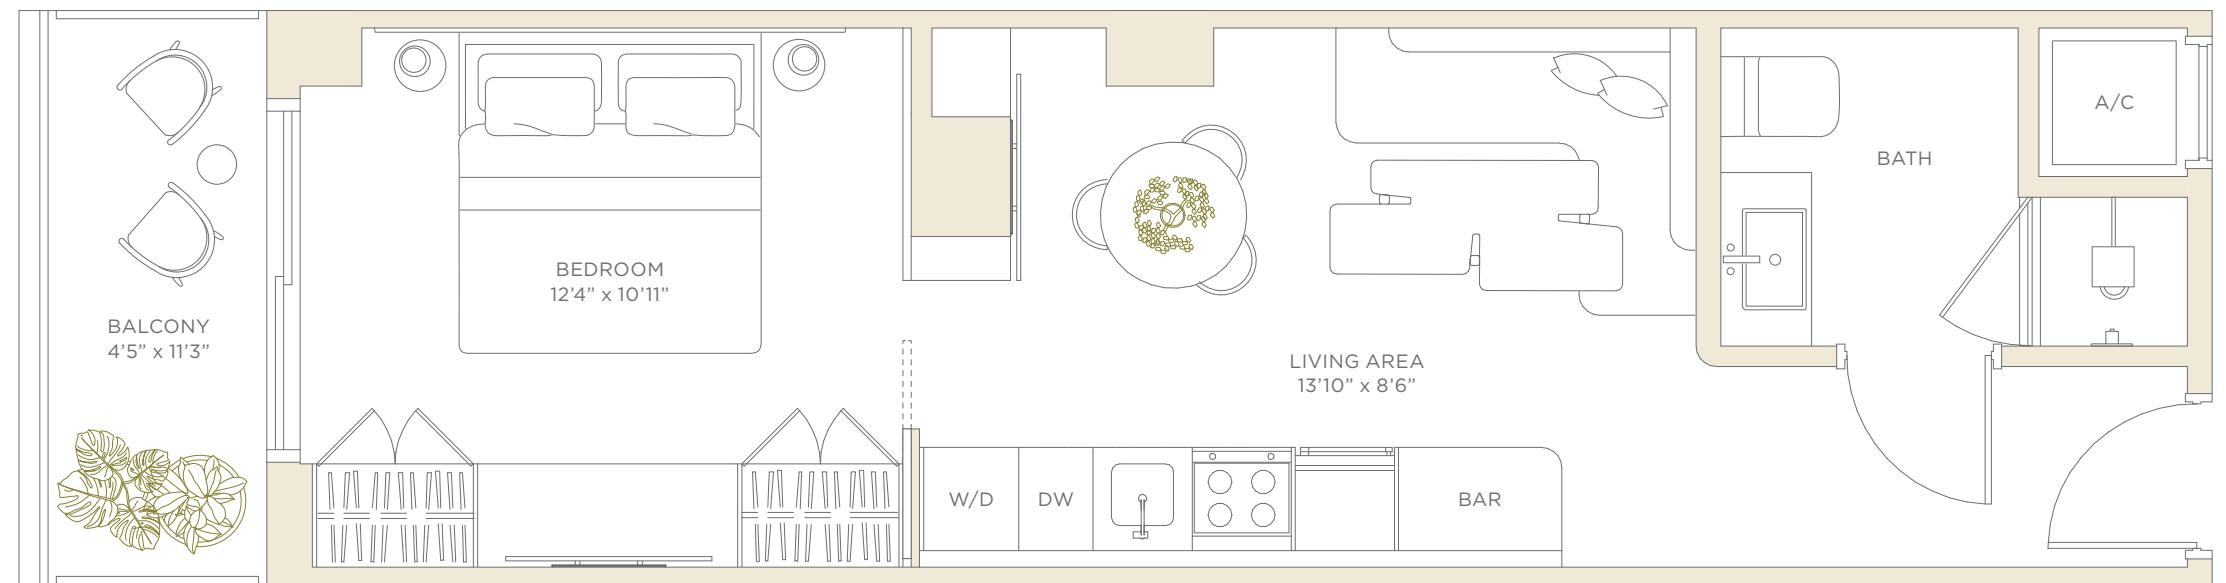 BALCONY
4'5” x 11'3”
BEDROOM
12'4” x 10'11”
LIVING AREA
13'10” x 8'6”
W/D
DW
BAR
BATH
A/C